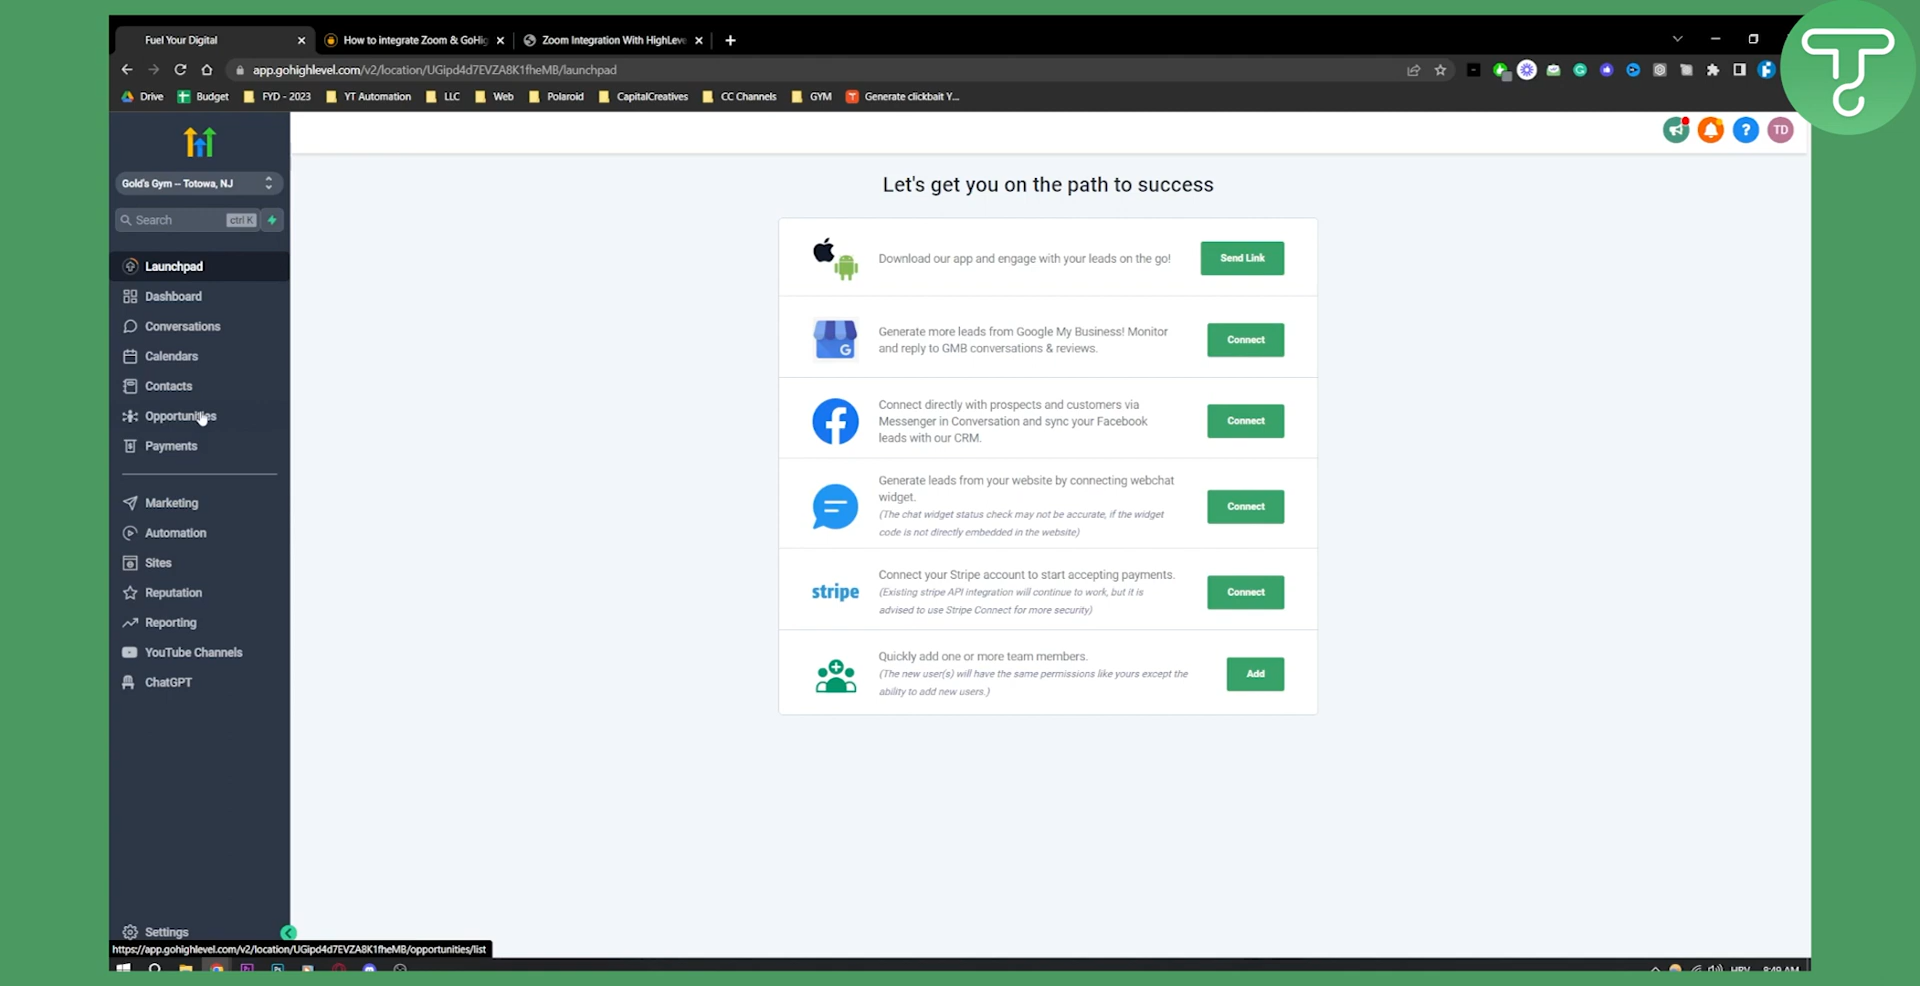 Fuel Your Digital
How to integrate Zoom & GoHig
Zoom Integration With HighLeve
app.gohighlevel.com/v2/location/UGipd4d7EVZA8K1fheMB/launchpad
Drive
Budget
FYD - 2023
YT Automation
LLC
Web
Polaroid
CapitalCreatives
CC Channels
GYM
Generate clickbait Y...
TD
Gold's Gym -- Totowa, NJ
Search
ctrl K
Launchpad
Dashboard
Conversations
Calendars
Contacts
Opportunities
Payments
Marketing
Automation
Sites
Reputation
Reporting
YouTube Channels
ChatGPT
Settings
Let's get you on the path to success
Download our app and engage with your leads on the go!
Send Link
Generate more leads from Google My Business! Monitor
and reply to GMB conversations & reviews.
Connect
Connect directly with prospects and customers via
Messenger in Conversation and sync your Facebook
leads with our CRM.
Connect
Generate leads from your website by connecting webchat
widget.
(The chat widget status check may not be accurate, if the widget
code is not directly embedded in the website)
Connect
stripe
Connect your Stripe account to start accepting payments.
(Existing stripe API integration will continue to work, but it is
advised to use Stripe Connect for more security)
Connect
Quickly add one or more team members.
(The new user(s) will have the same permissions like yours except the
ability to add new users.)
Add
https://app.gohighlevel.com/v2/location/UGipd4d7EVZA8K1fheMB/opportunities/list
HRV
8:49 AM